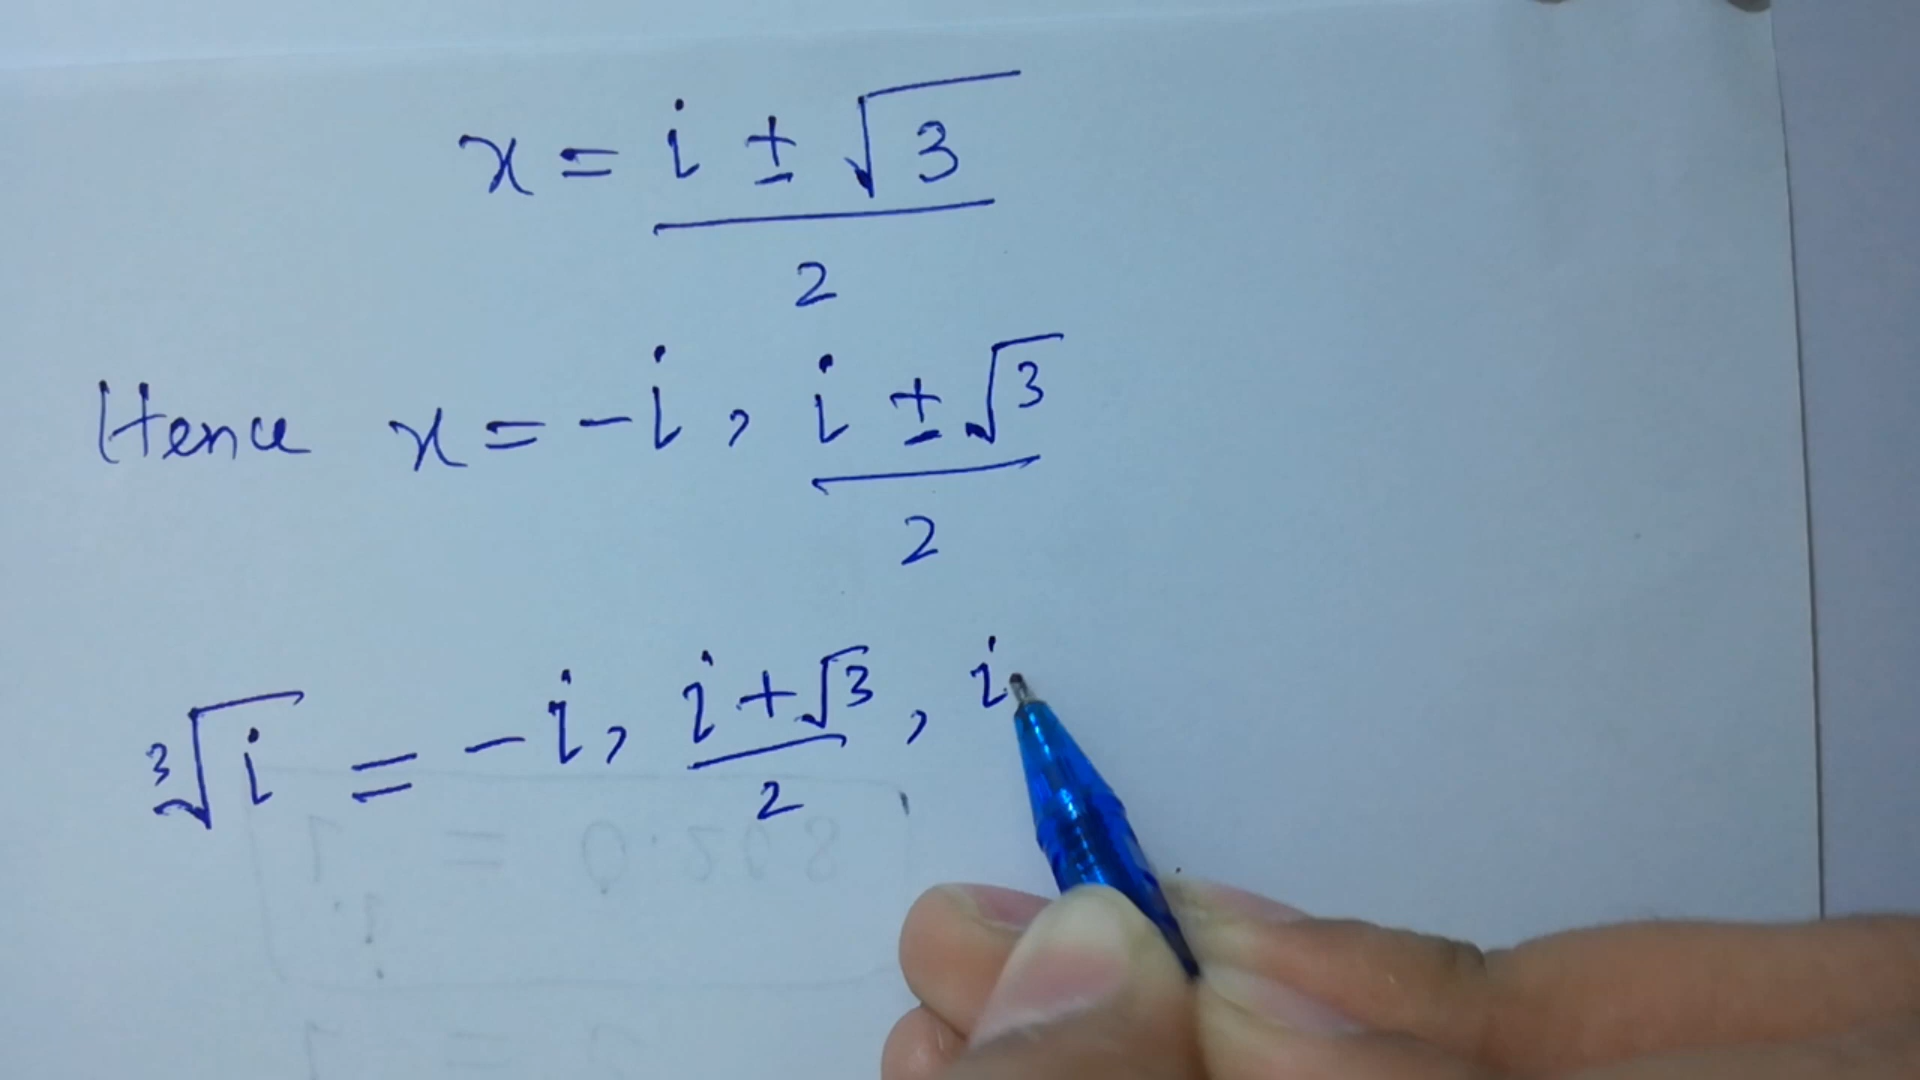 x = i ± √3
2
Hence x = -i , i ± √3
2
∛i = -i, i + √3 , i
2